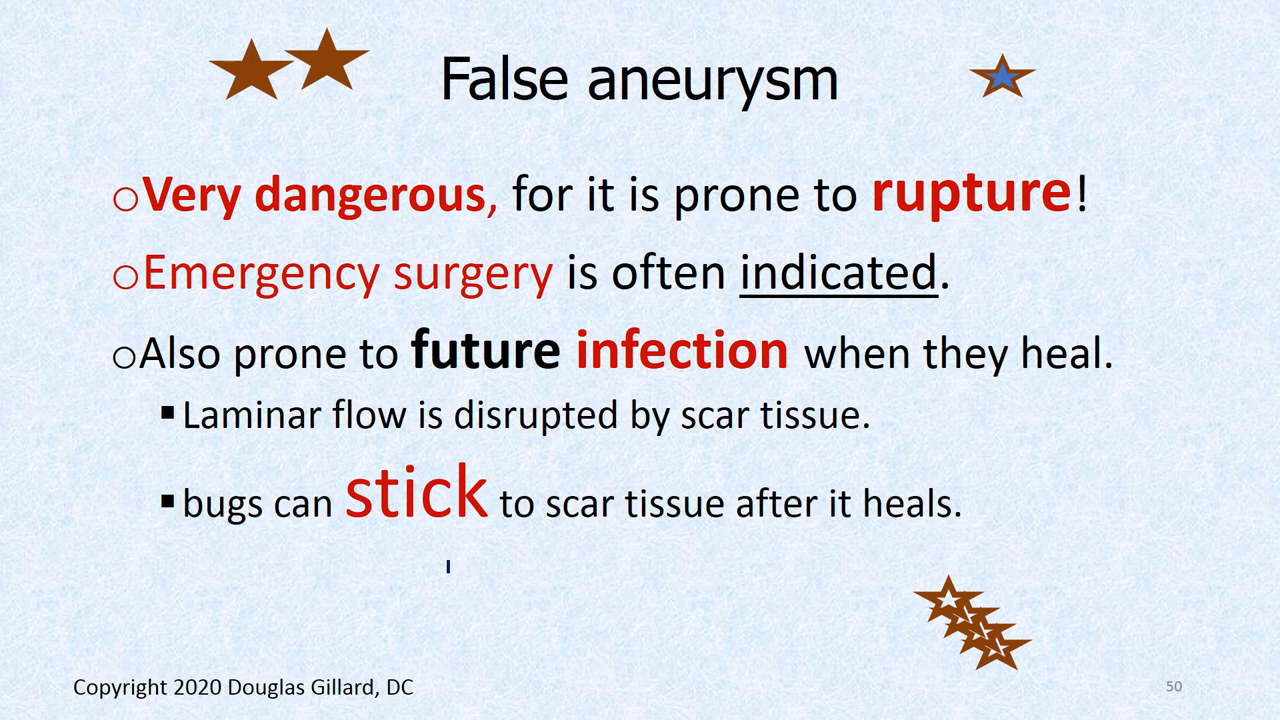 False aneurysm
○Very dangerous, for it is prone to rupture!
○Emergency surgery is often indicated.
○Also prone to future infection when they heal.
▪Laminar flow is disrupted by scar tissue.
▪bugs can stick to scar tissue after it heals.
Copyright 2020 Douglas Gillard, DC
50